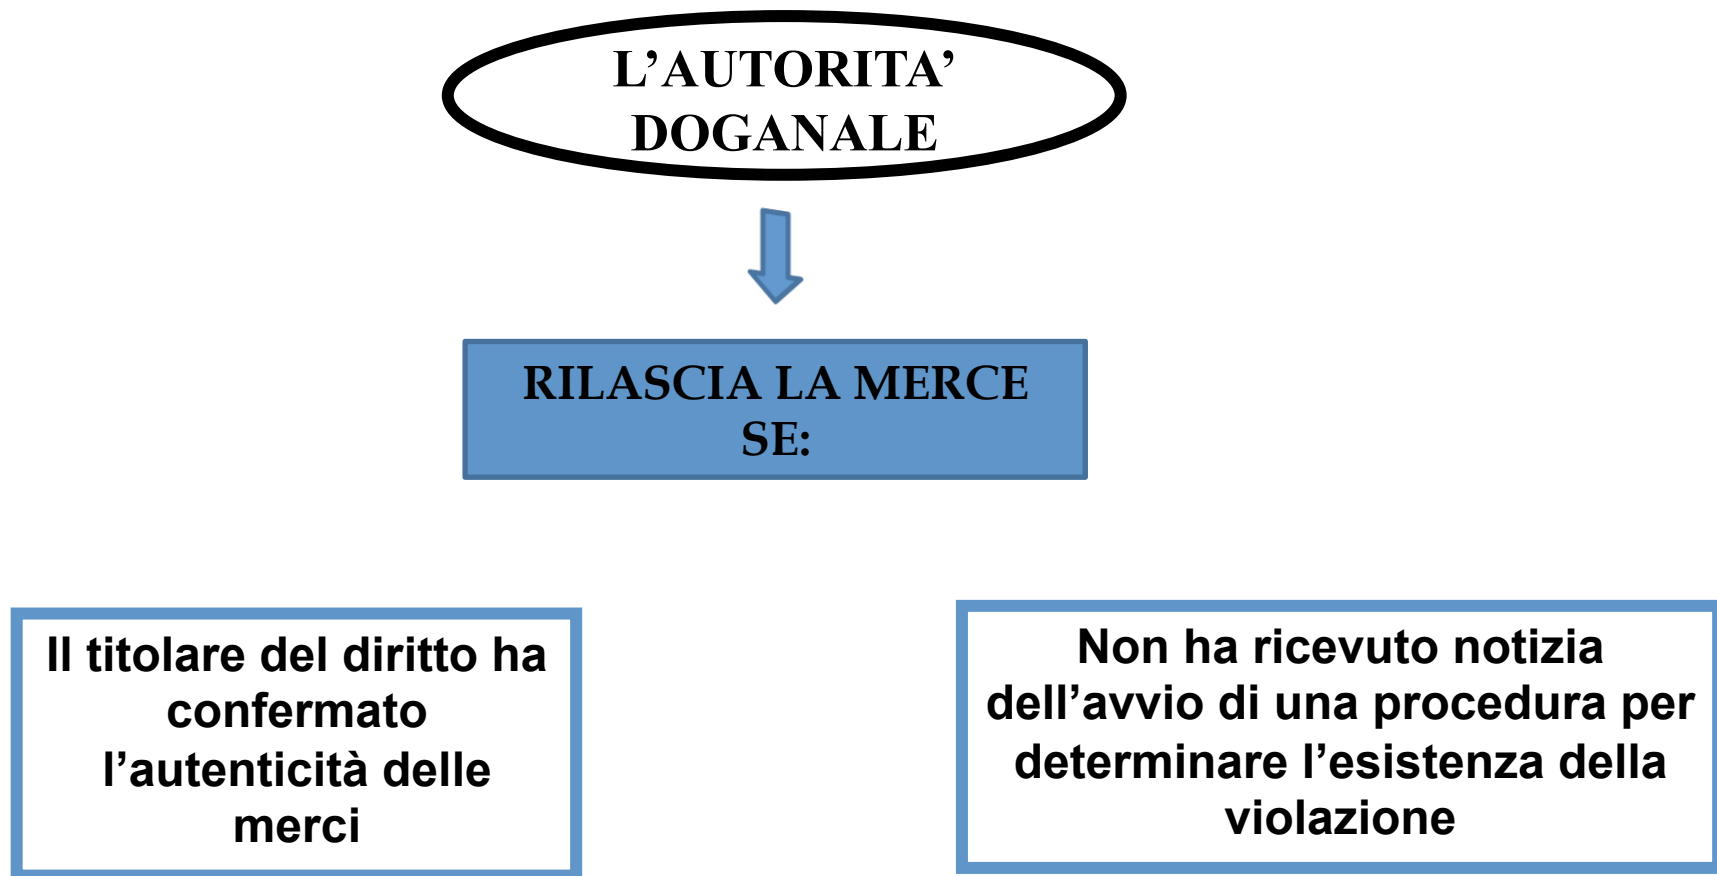 L’AUTORITA’
DOGANALE
RILASCIA LA MERCE
SE:
Il titolare del diritto ha
confermato
l’autenticità delle
merci
Non ha ricevuto notizia
dell’avvio di una procedura per
determinare l’esistenza della
violazione